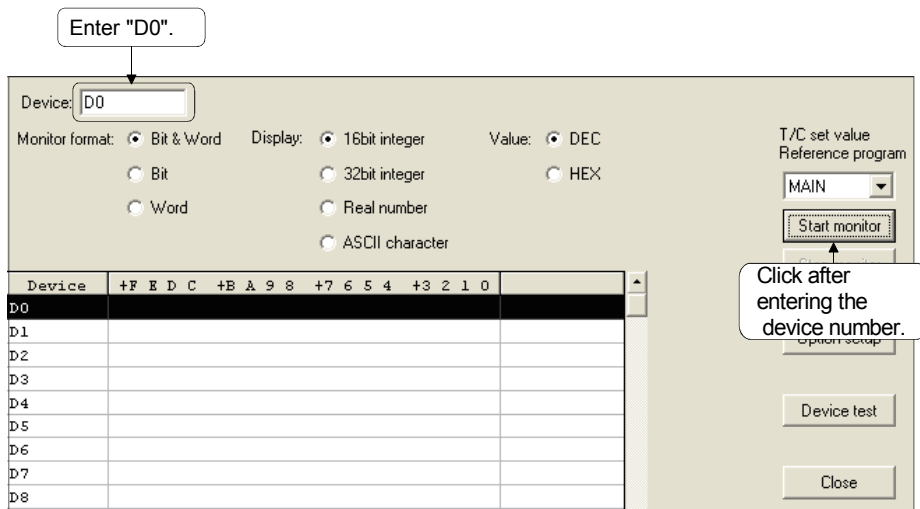 Enter "D0".
Device: D0
Monitor format: Bit & Word Display: 16bit integer Value: DEC
Bit 32bit integer HEX
Word Real number
ASCII character
T/C set value
Reference program
MAIN
Start monitor
Click after
entering the
device number.
Option setup
Device test
Close
Device +F E D C +B A 9 8 +7 6 5 4 +3 2 1 0
D0
D1
D2
D3
D4
D5
D6
D7
D8